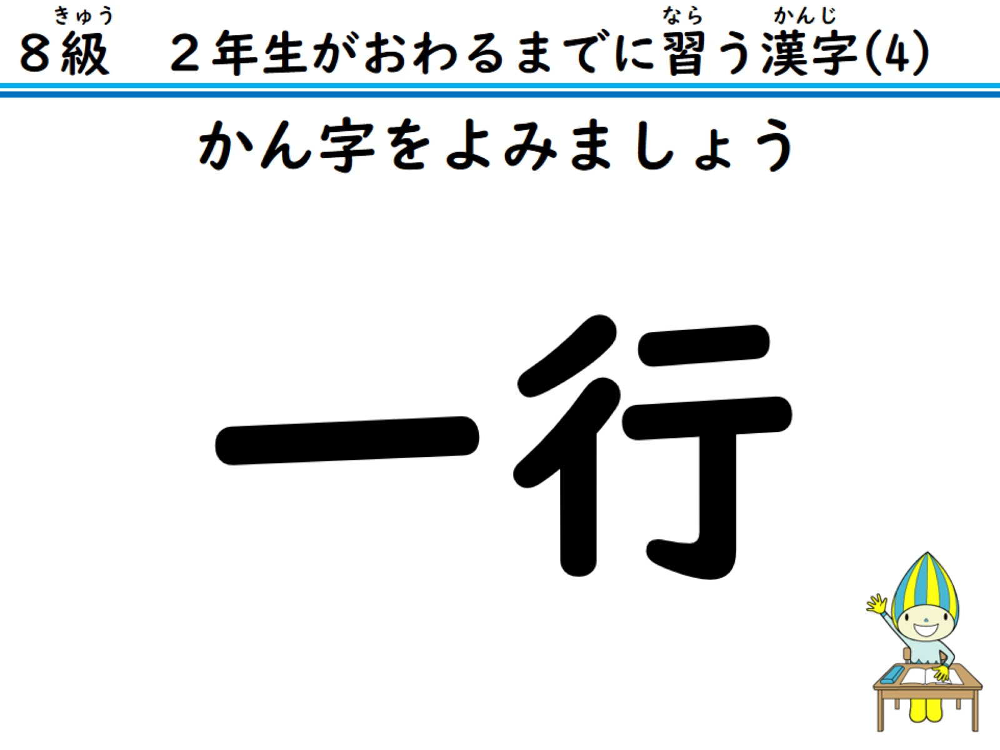 きゅう なら かんじ
８級　２年生がおわるまでに習う漢字(4)
かん字をよみましょう
一行